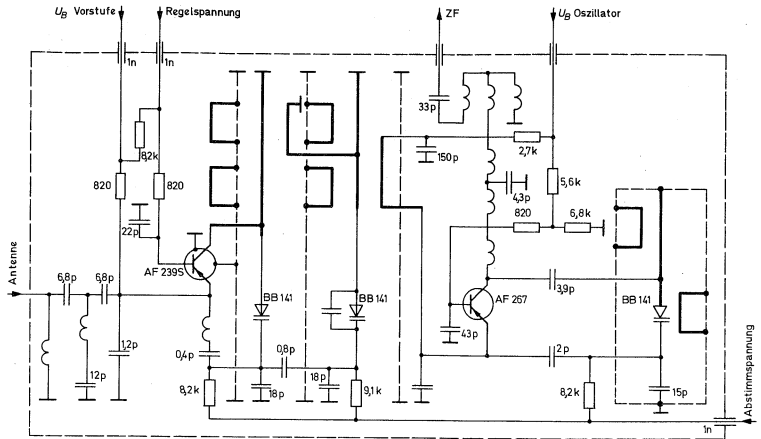 U_B Vorstufe
Regelspannung
ZF
U_B Oszillator
1n
1n
33p
8,2k
150p
2,7k
4,3p
5,6k
820
820
820
6,8k
22p
AF 239S
Antenne
6,8p
6,8p
BB 141
BB 141
AF 267
3,9p
BB 141
43p
1,2p
0,4p
0,8p
2p
12p
8,2k
18p
18p
9,1k
8,2k
15p
1n
Abstimmspannung